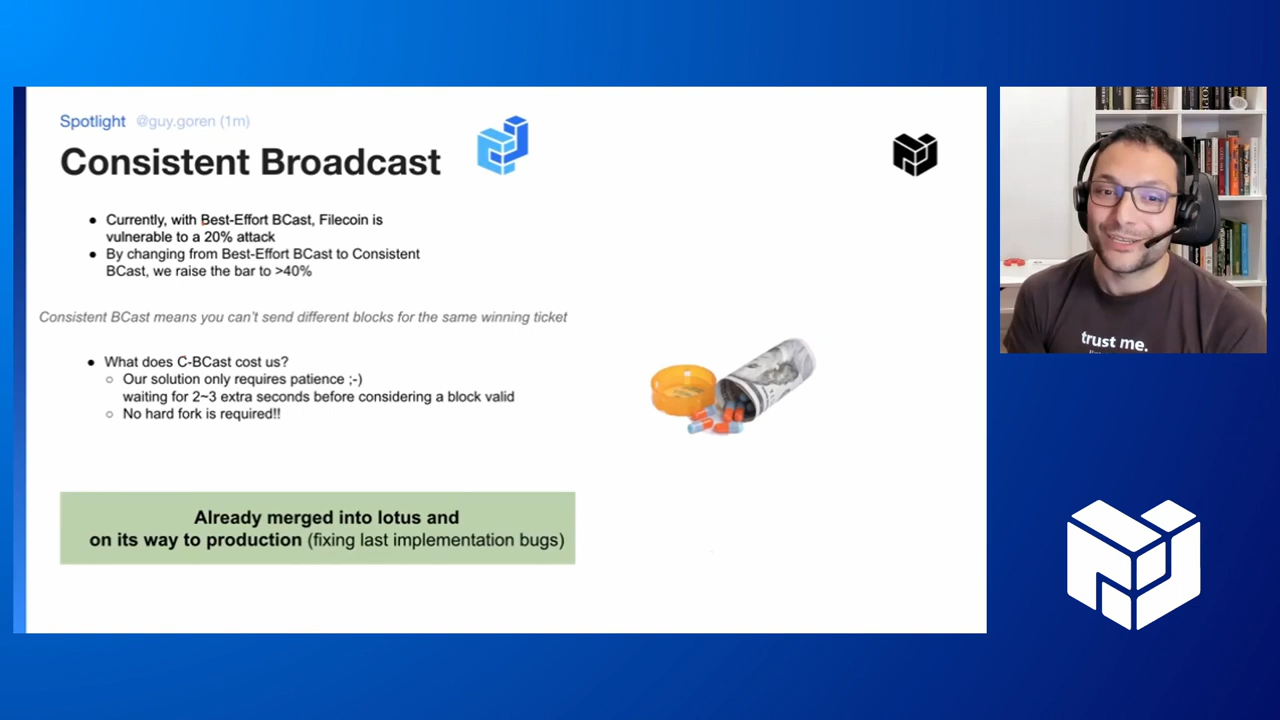 Spotlight @guy.goren (1m)
Consistent Broadcast
● Currently, with Best-Effort BCast, Filecoin is
vulnerable to a 20% attack
● By changing from Best-Effort BCast to Consistent
BCast, we raise the bar to >40%
Consistent BCast means you can't send different blocks for the same winning ticket
● What does C-BCast cost us?
○ Our solution only requires patience ;-)
waiting for 2~3 extra seconds before considering a block valid
○ No hard fork is required!!
Already merged into lotus and
on its way to production (fixing last implementation bugs)
trust me.